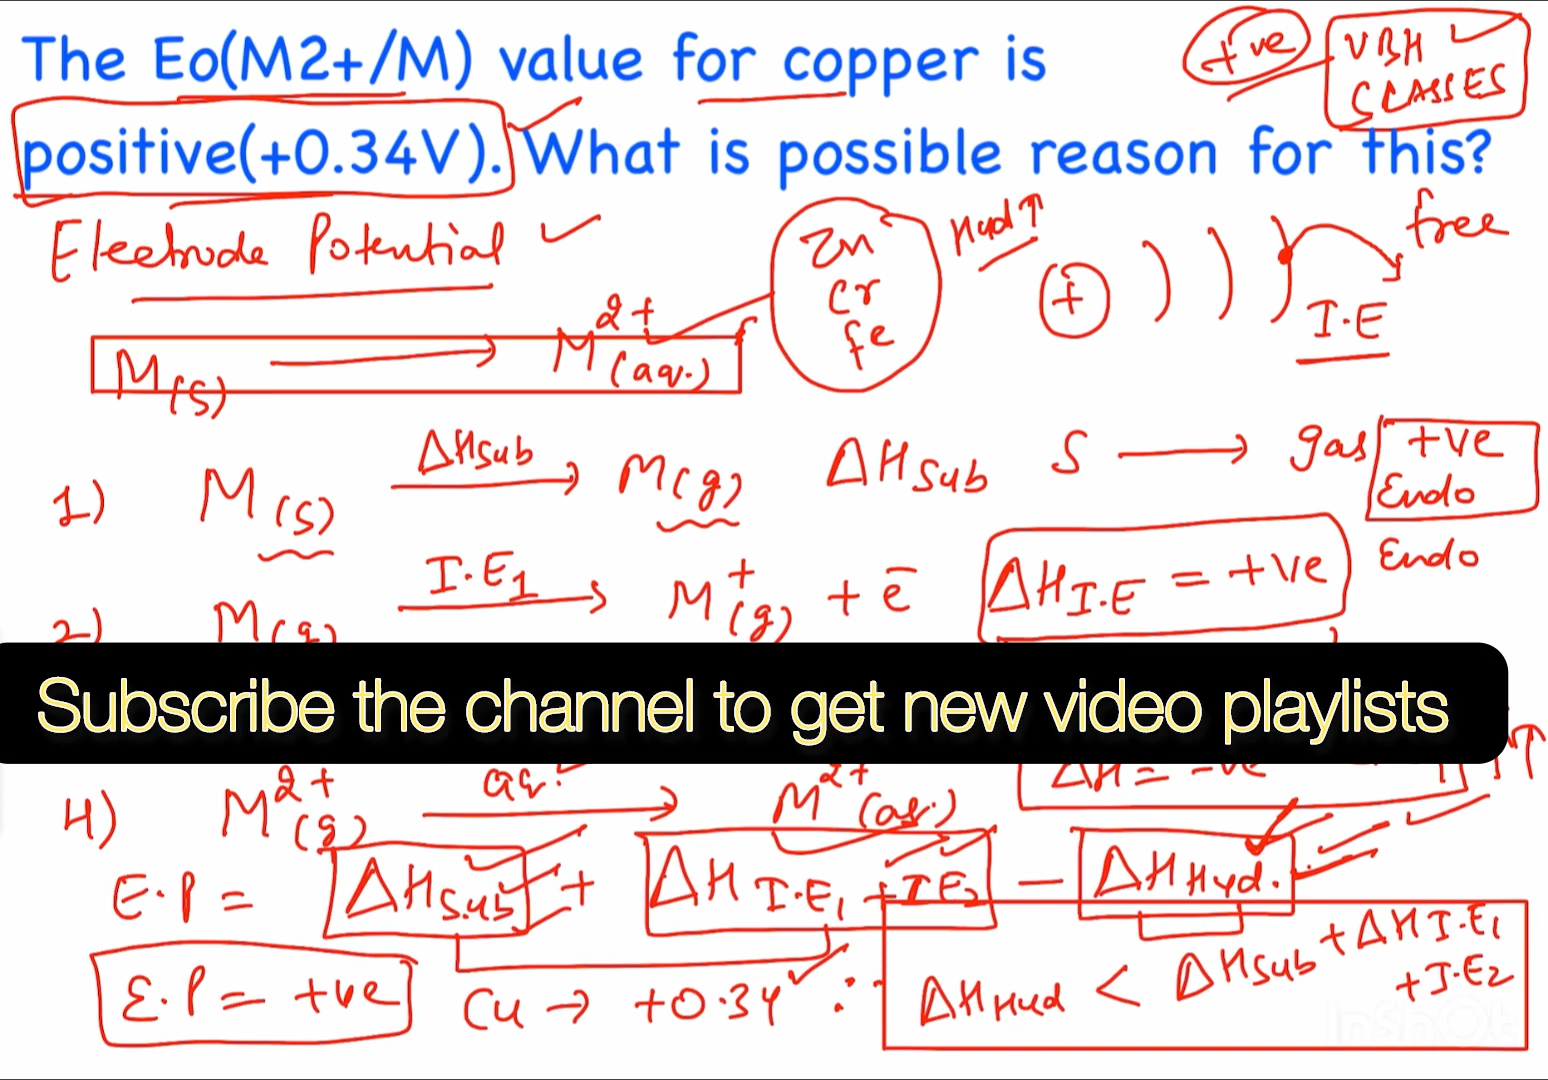 The Eo(M2+/M) value for copper is
+ve
VBH
CLASSES
positive(+0.34V). What is possible reason for this?
Electrode Potential
Zn
Cr
fe
Hyd↑
+ ) ) ) free
I.E
M(s) → M2+(aq.)
1) M(s) ΔHsub → M(g) ΔHsub S → gas +ve
Endo
2) M(g) I.E1 → M+(g) + ē ΔH I.E = +ve Endo
Subscribe the channel to get new video playlists
ΔH = -ve
4) M2+(g) aq. → M2+(aq.)
E.P = ΔHsub + ΔH I.E1 + IE2 - ΔHHyd.
E.P = +ve Cu → +0.34 ∴ ΔHHyd < ΔHsub + ΔH I.E1
+ I.E2
InShOt